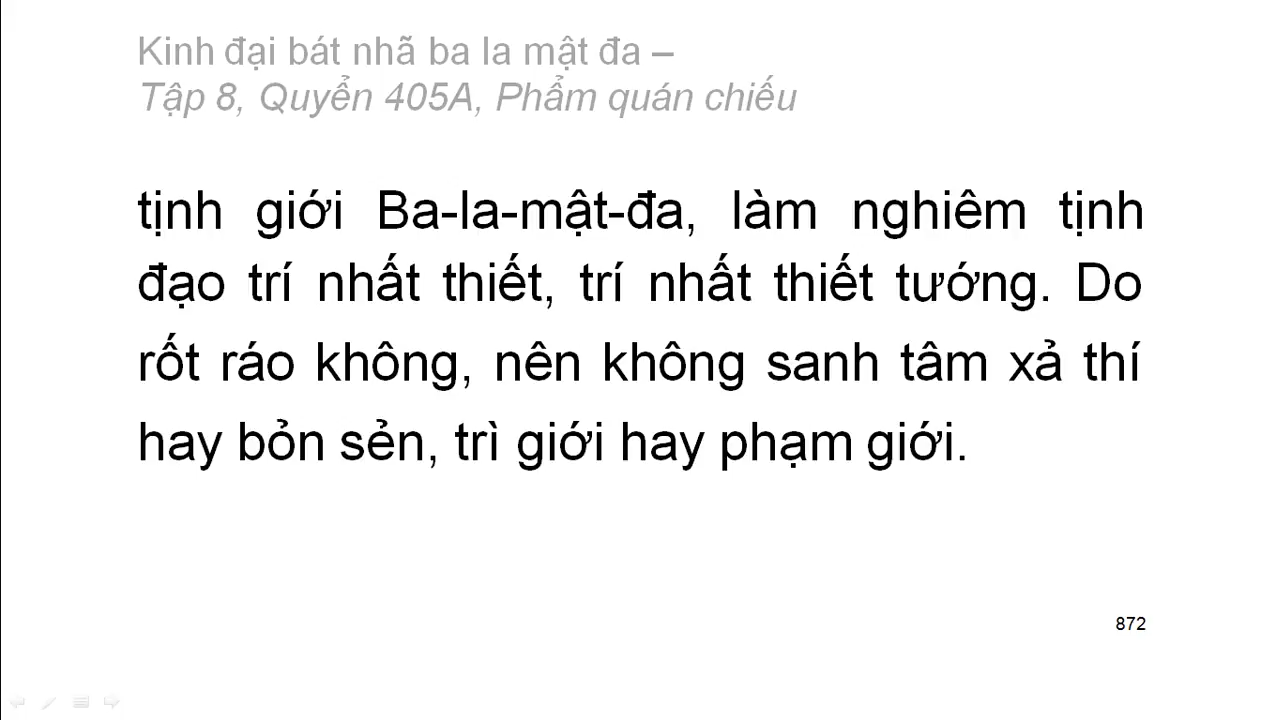 Kinh đại bát nhã ba la mật đa –
Tập 8, Quyển 405A, Phẩm quán chiếu
tịnh giới Ba-la-mật-đa, làm nghiêm tịnh
đạo trí nhất thiết, trí nhất thiết tướng. Do
rốt ráo không, nên không sanh tâm xả thí
hay bỏn sẻn, trì giới hay phạm giới.
872